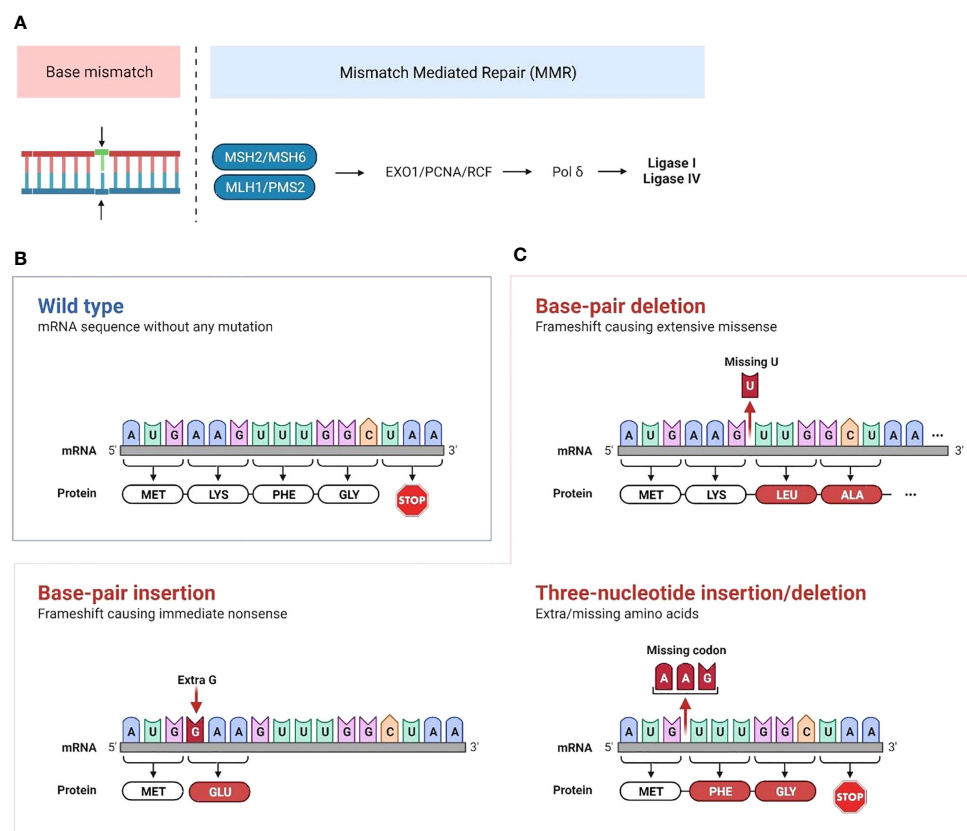 A
Base mismatch
Mismatch Mediated Repair (MMR)
MSH2/MSH6
MLH1/PMS2
EXO1/PCNA/RCF
Pol δ
Ligase I
Ligase IV
B
Wild type
mRNA sequence without any mutation
A U G A A G U U U G G C U A A
mRNA 5' 3'
Protein MET LYS PHE GLY STOP
C
Base-pair deletion
Frameshift causing extensive missense
Missing U
U
A U G A A G U U G G C U A A ...
mRNA 5' 3'
Protein MET LYS LEU ALA ...
Base-pair insertion
Frameshift causing immediate nonsense
Extra G
A U G G A A G U U U G G C U A A
mRNA 5' 3'
Protein MET GLU
Three-nucleotide insertion/deletion
Extra/missing amino acids
Missing codon
A A G
A U G U U U G G C U A A
mRNA 5' 3'
Protein MET PHE GLY STOP